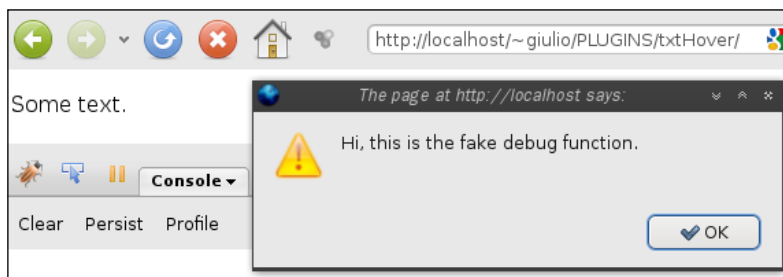 http://localhost/~giulio/PLUGINS/txtHover/
Some text.
The page at http://localhost says:
Hi, this is the fake debug function.
OK
Console
Clear Persist Profile